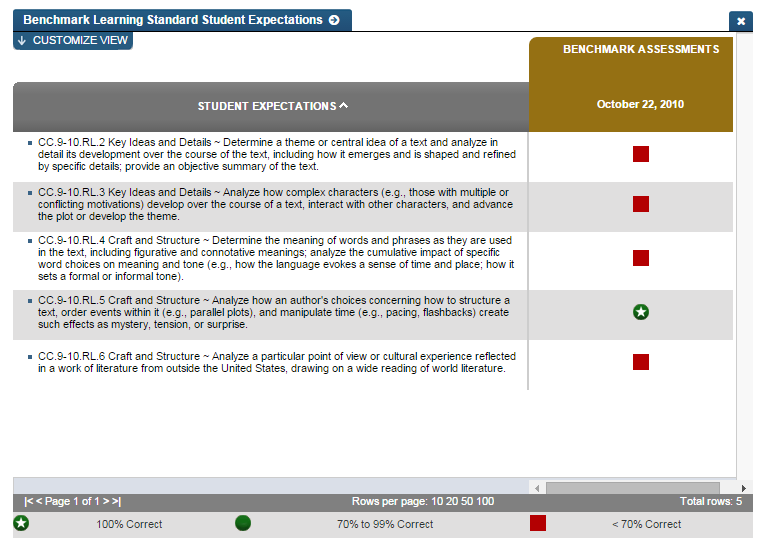 Benchmark Learning Standard Student Expectations
CUSTOMIZE VIEW
BENCHMARK ASSESSMENTS
STUDENT EXPECTATIONS
October 22, 2010
CC.9-10.RL.2 Key Ideas and Details ~ Determine a theme or central idea of a text and analyze in
detail its development over the course of the text, including how it emerges and is shaped and refined
by specific details; provide an objective summary of the text.
CC.9-10.RL.3 Key Ideas and Details ~ Analyze how complex characters (e.g., those with multiple or
conflicting motivations) develop over the course of a text, interact with other characters, and advance
the plot or develop the theme.
CC.9-10.RL.4 Craft and Structure ~ Determine the meaning of words and phrases as they are used
in the text, including figurative and connotative meanings; analyze the cumulative impact of specific
word choices on meaning and tone (e.g., how the language evokes a sense of time and place; how it
sets a formal or informal tone).
CC.9-10.RL.5 Craft and Structure ~ Analyze how an author's choices concerning how to structure a
text, order events within it (e.g., parallel plots), and manipulate time (e.g., pacing, flashbacks) create
such effects as mystery, tension, or surprise.
CC.9-10.RL.6 Craft and Structure ~ Analyze a particular point of view or cultural experience reflected
in a work of literature from outside the United States, drawing on a wide reading of world literature.
|< < Page 1 of 1 > >| Rows per page: 10 20 50 100 Total rows: 5
100% Correct 70% to 99% Correct < 70% Correct